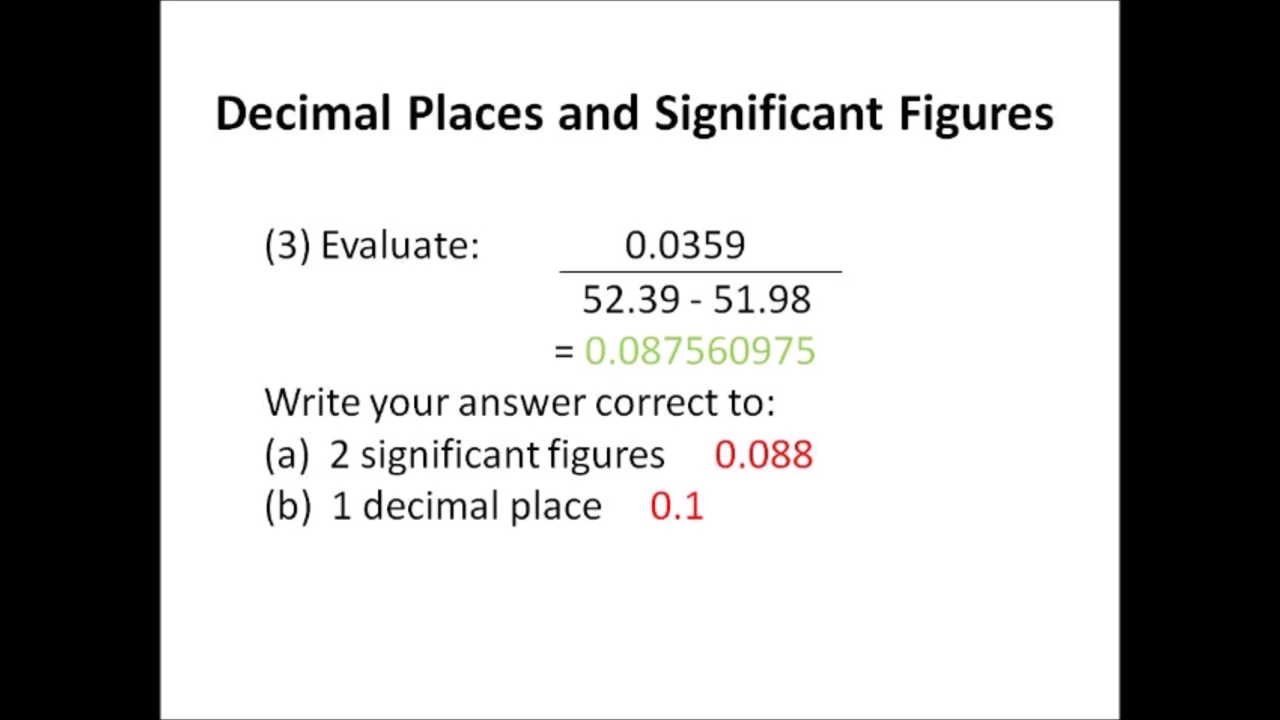 Decimal Places and Significant Figures
(3) Evaluate: 0.0359
52.39 - 51.98
= 0.087560975
Write your answer correct to:
(a) 2 significant figures 0.088
(b) 1 decimal place 0.1